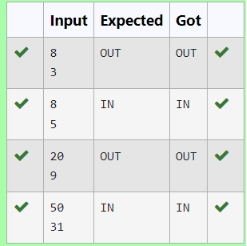 Input Expected Got
8 OUT OUT
3
8 IN IN
5
20 OUT OUT
9
50 IN IN
31